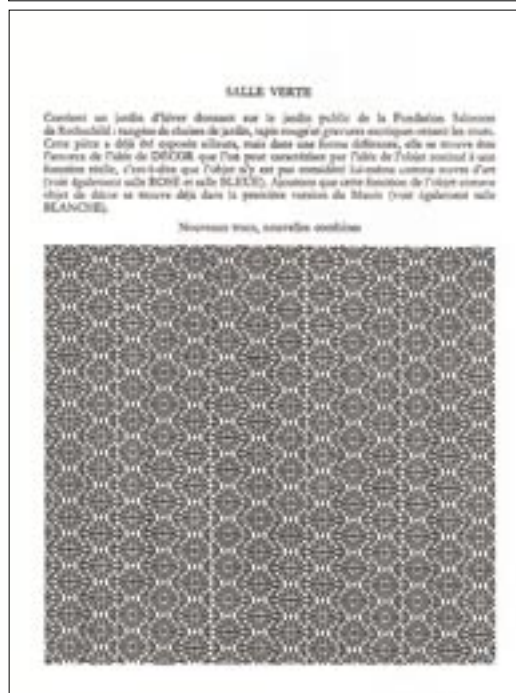 SALLE VERTE
Contient un jardin d'hiver donnant sur le jardin public de la Fondation Salomon
de Rothschild : rangées de chaises de jardin, tapis rouge et gravures exotiques ornant les murs.
Cette pièce a déjà été exposée ailleurs, mais dans une forme différente, elle se trouve être
l'amorce de l'idée de DÉCOR que l'on peut caractériser par l'idée de l'objet restitué à une
fonction réelle, c'est-à-dire que l'objet n'y est pas considéré lui-même comme œuvre d'art
(voir également salle ROSE et salle BLEUE). Ajoutons que cette fonction de l'objet comme
objet de décor se trouve déjà dans la première version du Musée (voir également salle
BLANCHE).
Nouveaux trucs, nouvelles combines